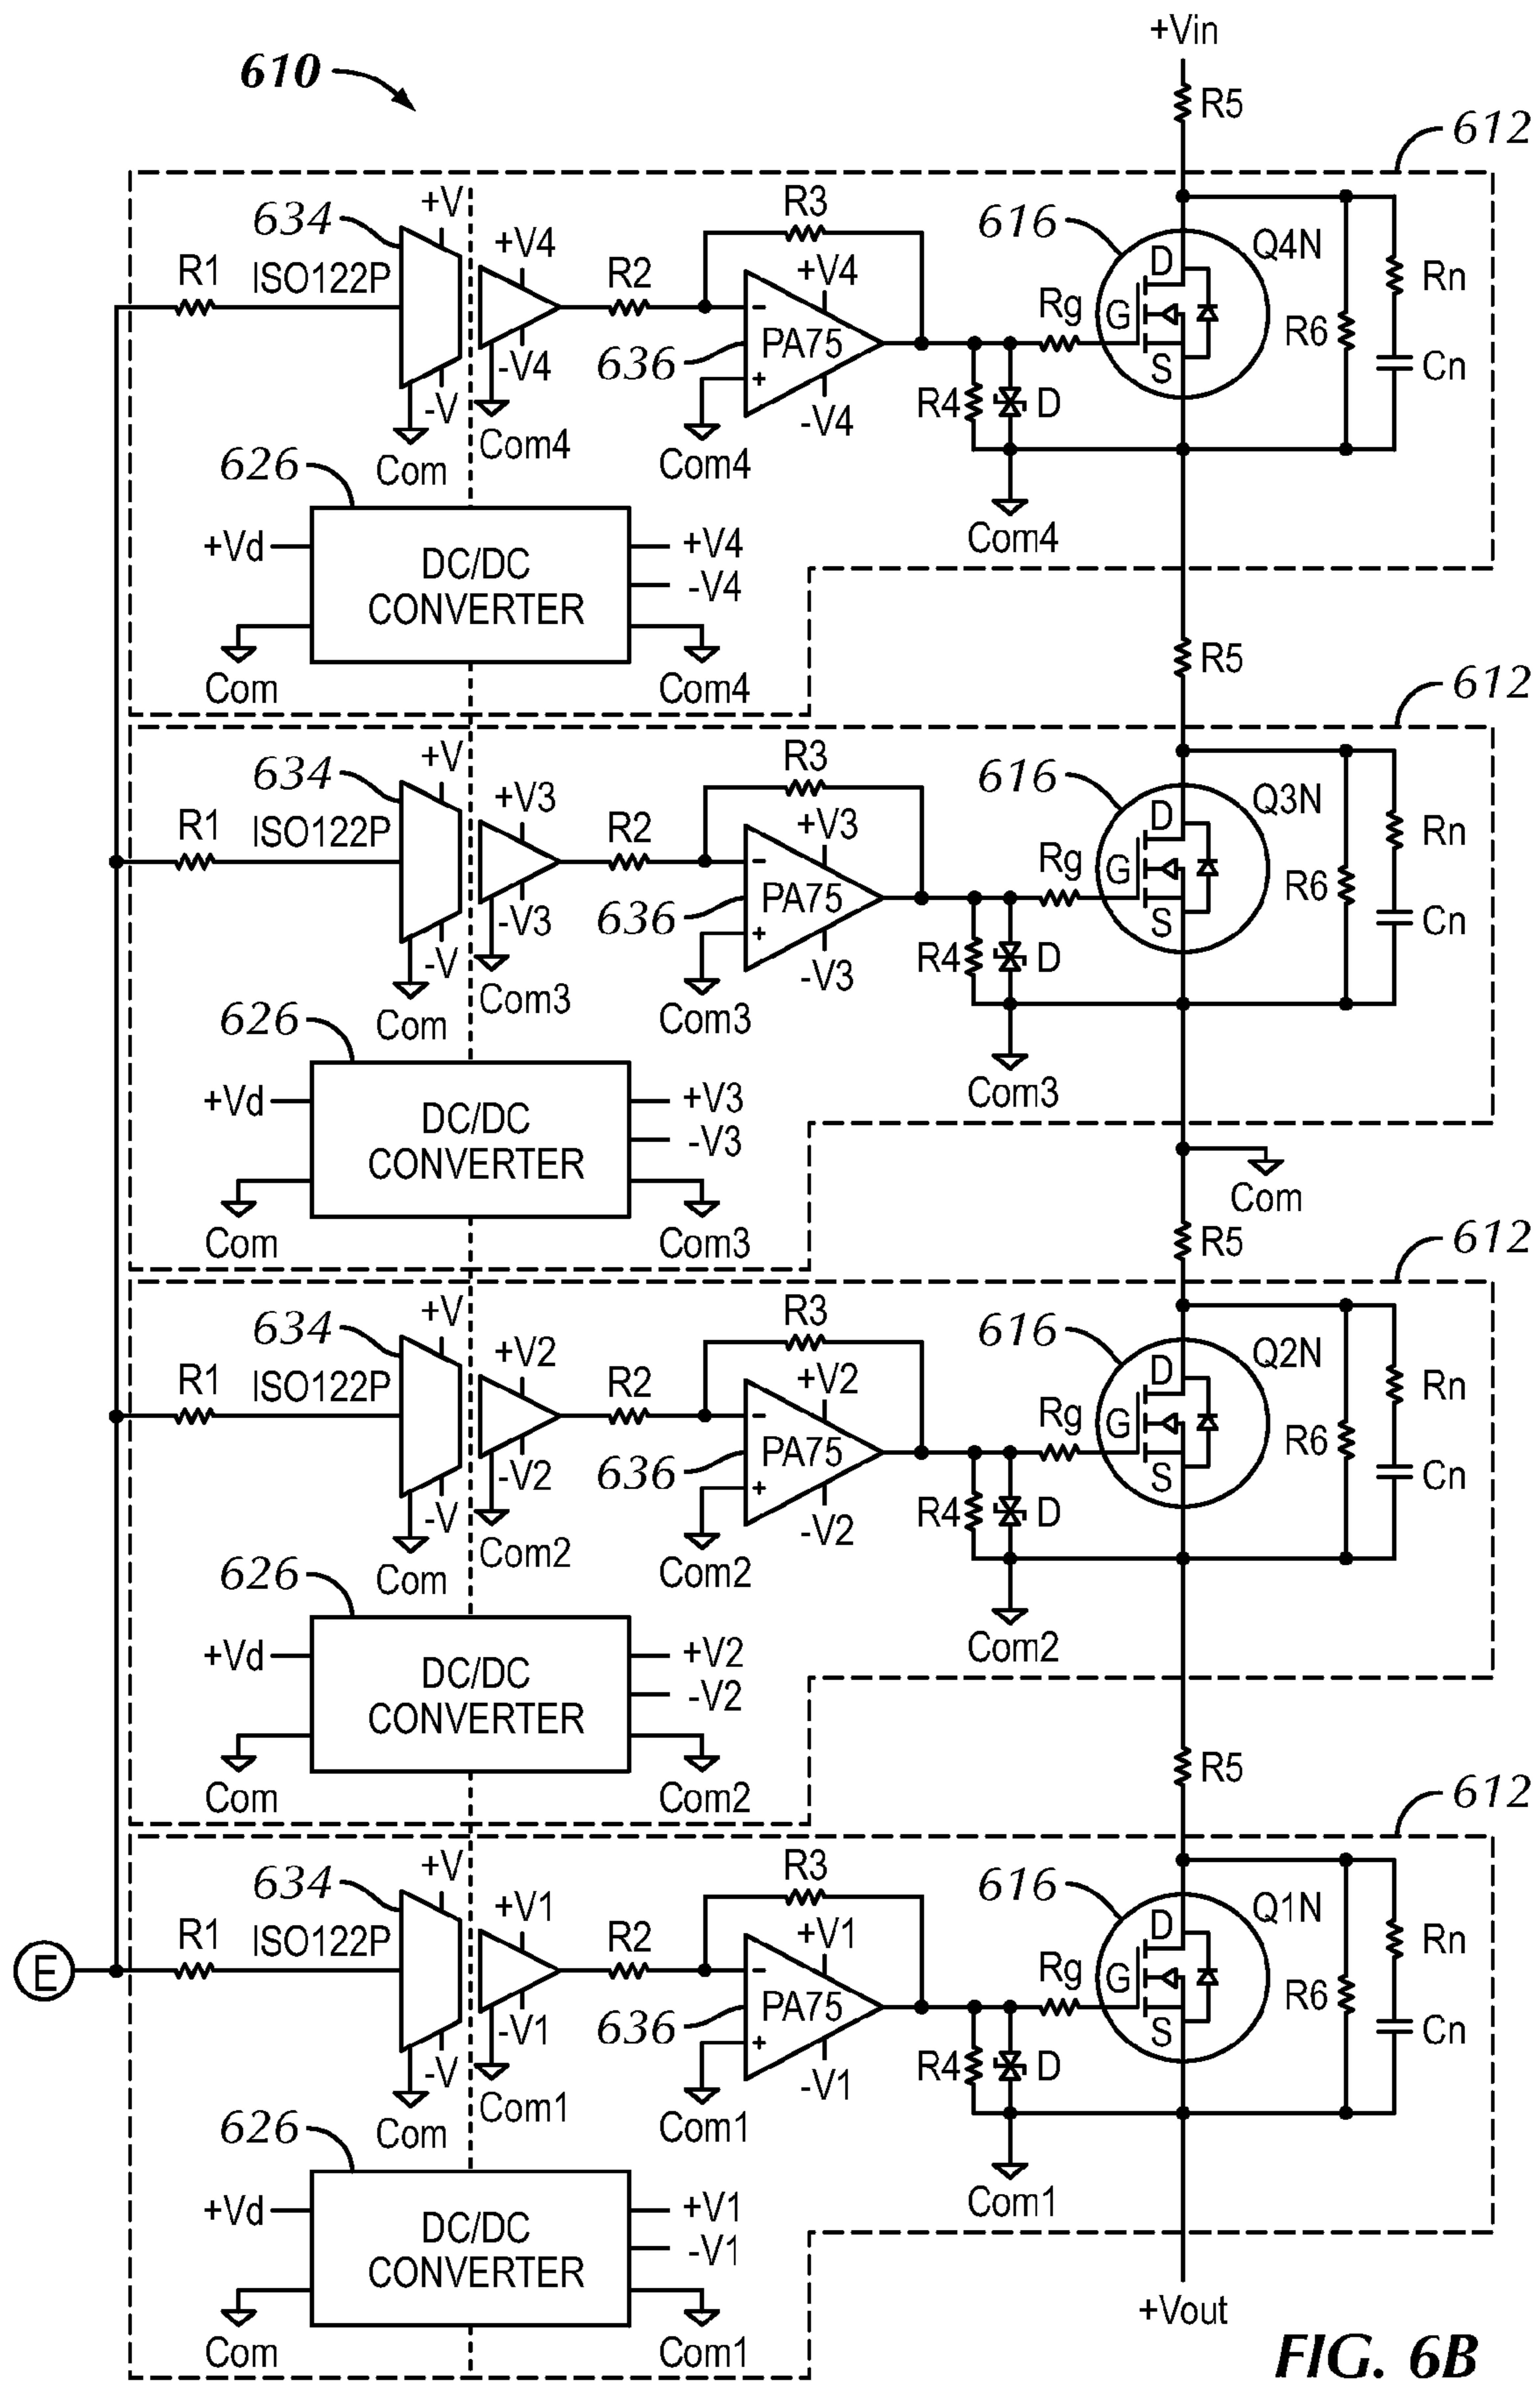 +Vin
610
R5
612
+V
R3
634
616
Q4N
+V4
+V4
D
R1
ISO122P
R2
Rn
−
Rg
G
R6
PA75
636
-V4
S
Cn
+
R4
D
-V
-V4
Com4
Com
Com4
626
Com4
+Vd
DC/DC
CONVERTER
+V4
-V4
Com
Com4
R5
612
+V
R3
634
616
Q3N
+V3
+V3
D
R1
ISO122P
R2
Rn
−
Rg
G
R6
PA75
636
-V3
S
Cn
+
R4
D
-V
-V3
Com3
Com
Com3
626
Com3
+Vd
DC/DC
CONVERTER
+V3
-V3
Com
Com
Com3
R5
612
+V
R3
634
616
Q2N
+V2
+V2
D
R1
ISO122P
R2
Rn
−
Rg
G
R6
PA75
636
-V2
S
Cn
+
R4
D
-V
-V2
Com2
Com
Com2
626
Com2
+Vd
DC/DC
CONVERTER
+V2
-V2
Com
Com2
R5
612
+V
R3
634
616
Q1N
+V1
+V1
D
R1
ISO122P
R2
Rn
E
−
Rg
G
R6
PA75
636
-V1
S
Cn
+
R4
D
-V
-V1
Com1
Com
Com1
626
Com1
+Vd
DC/DC
CONVERTER
+V1
-V1
Com
Com1
+Vout
FIG. 6B